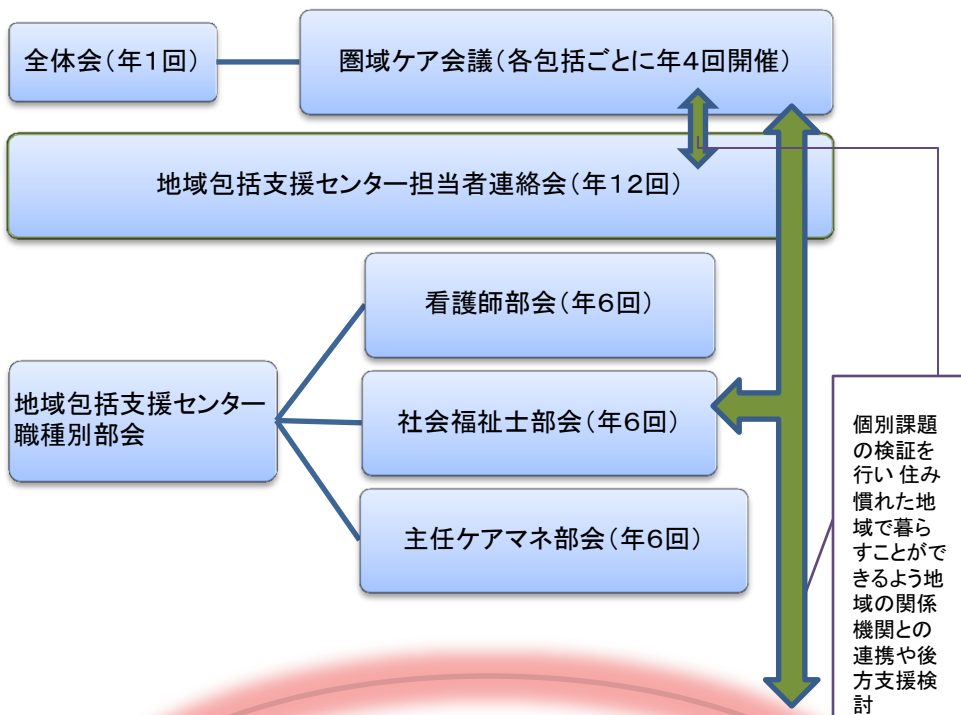 全体会(年1回)
圏域ケア会議(各包括ごとに年4回開催)
地域包括支援センター担当者連絡会(年12回)
看護師部会(年6回)
地域包括支援センター
職種別部会
社会福祉士部会(年6回)
主任ケアマネ部会(年6回)
個別課題
の検証を
行い 住み
慣れた地
域で暮ら
すことがで
きるよう地
域の関係
機関との
連携や後
方支援検
討